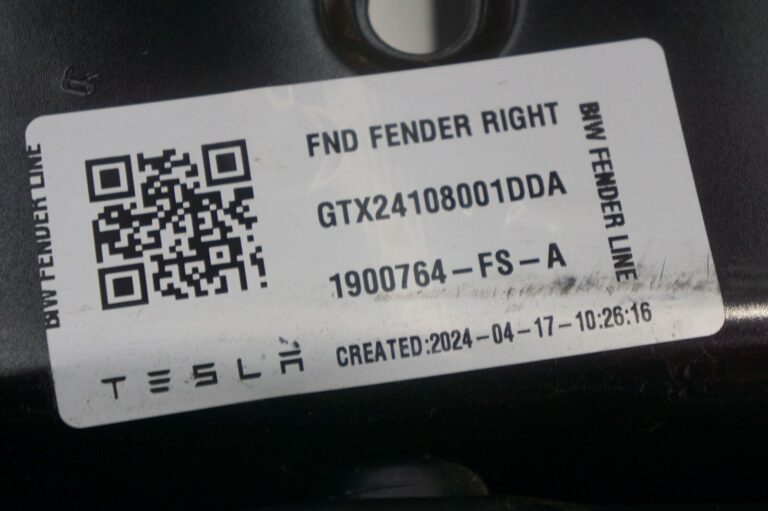 BIW FENDER LINE
FND FENDER RIGHT
GTX24108001DDA
1900764-FS-A
BIW FENDER LINE
TESLA
CREATED:2024-04-17-10:26:16